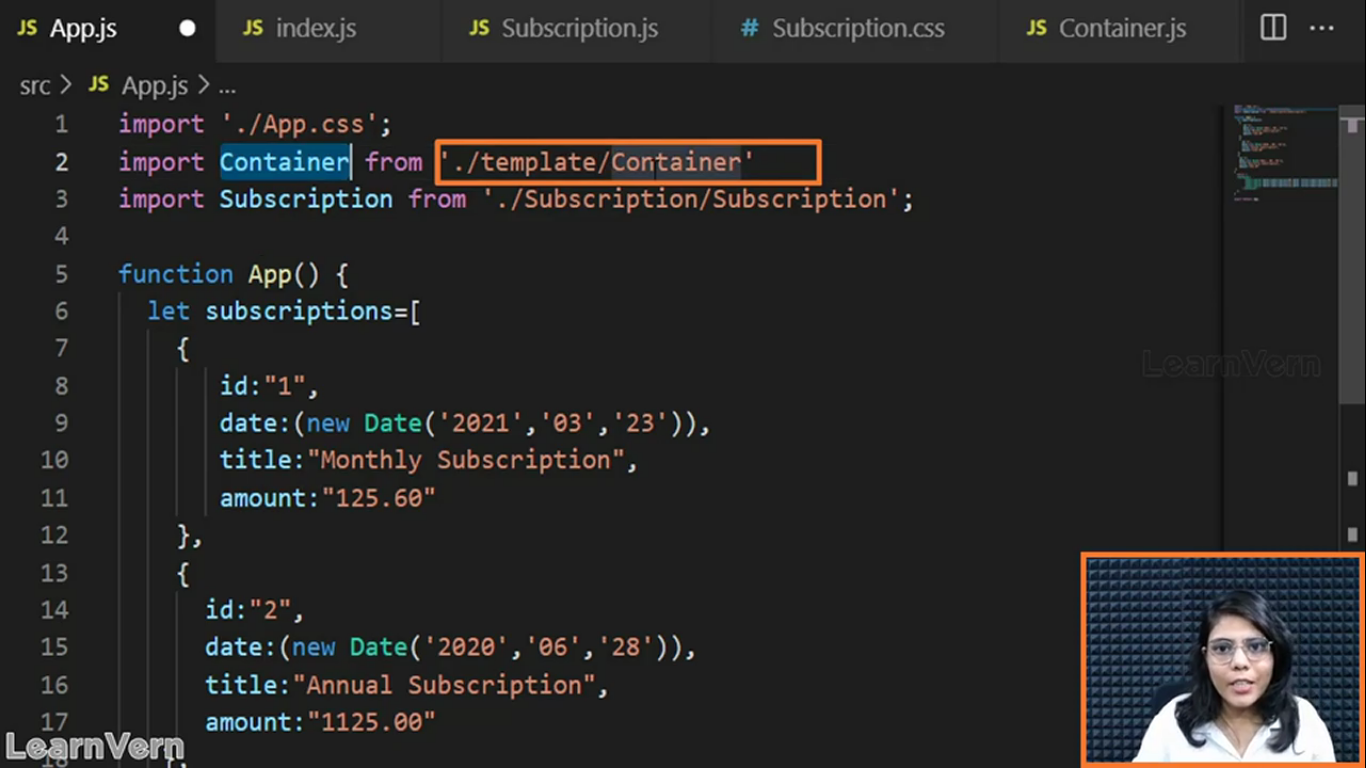 JS App.js
JS index.js
JS Subscription.js
# Subscription.css
JS Container.js
...
src > JS App.js > ...
1 import './App.css';
2 import Container from './template/Container'
3 import Subscription from './Subscription/Subscription';
4
5 function App() {
6 let subscriptions=[
7 {
8 id:"1",
9 date:(new Date('2021','03','23')),
10 title:"Monthly Subscription",
11 amount:"125.60"
12 },
13 {
14 id:"2",
15 date:(new Date('2020','06','28')),
16 title:"Annual Subscription",
17 amount:"1125.00"
18 },
LearnVern
LearnVern